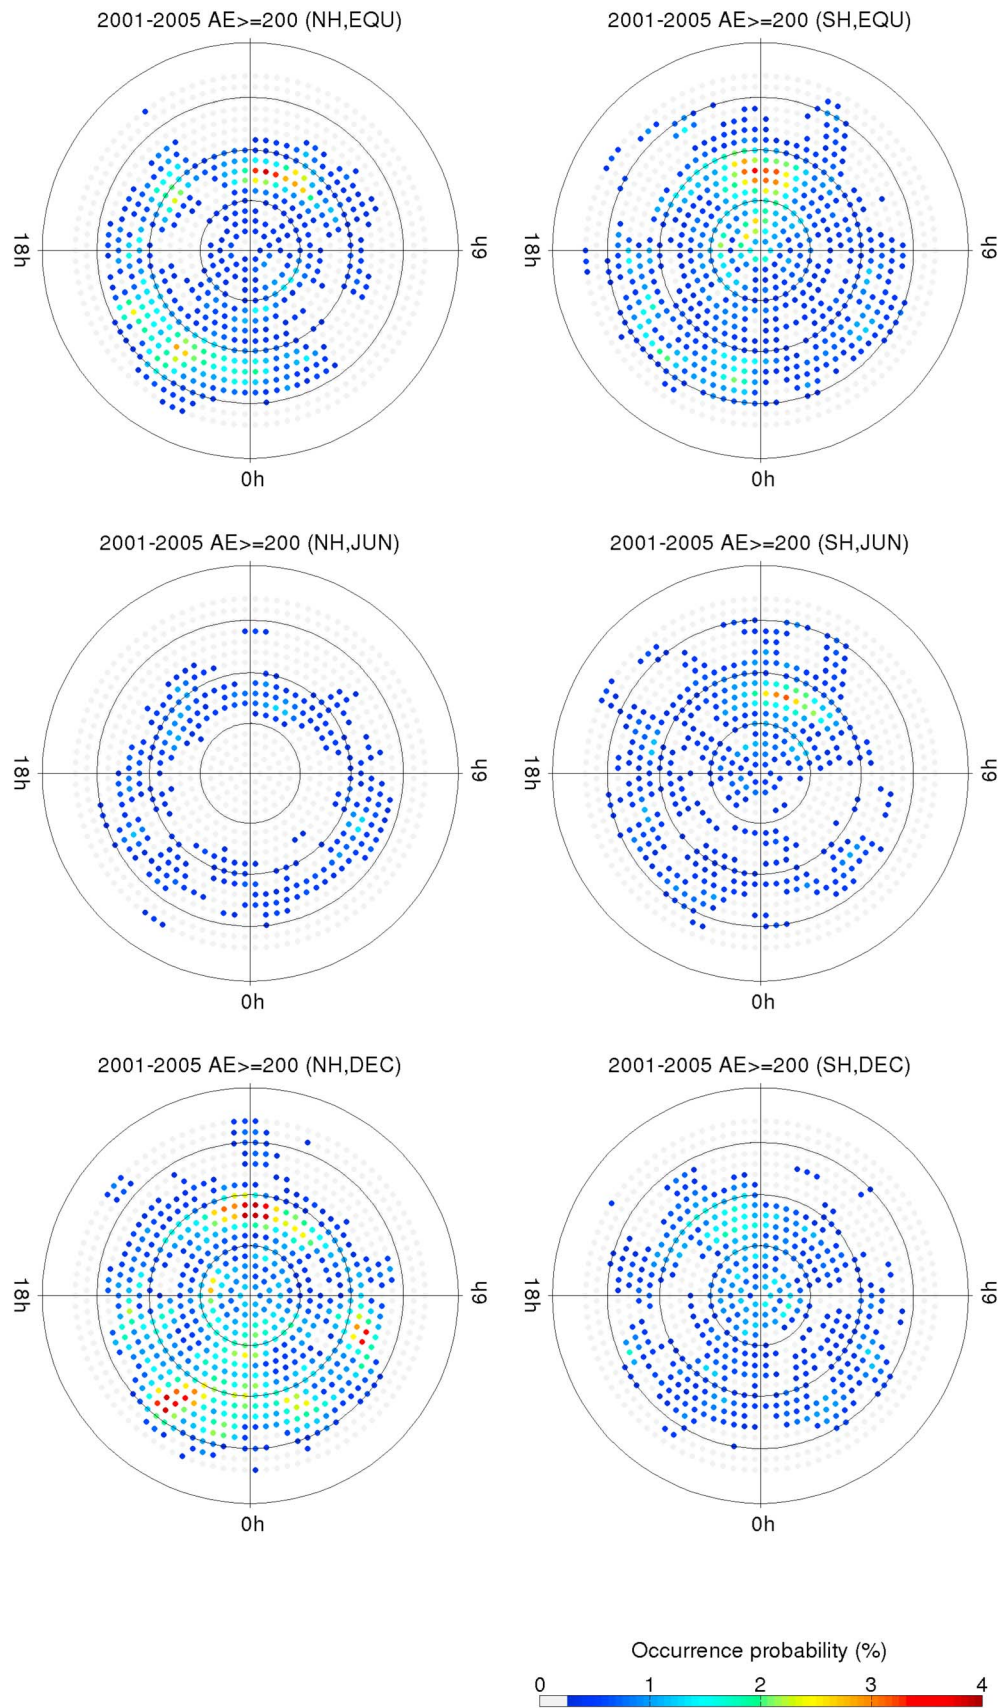 2001-2005 AE>=200 (NH,EQU) 2001-2005 AE>=200 (SH,EQU)
18h 6h 18h 6h
0h 0h
2001-2005 AE>=200 (NH,JUN) 2001-2005 AE>=200 (SH,JUN)
18h 6h 18h 6h
0h 0h
2001-2005 AE>=200 (NH,DEC) 2001-2005 AE>=200 (SH,DEC)
18h 6h 18h 6h
0h 0h
Occurrence probability (%)
0 1 2 3 4